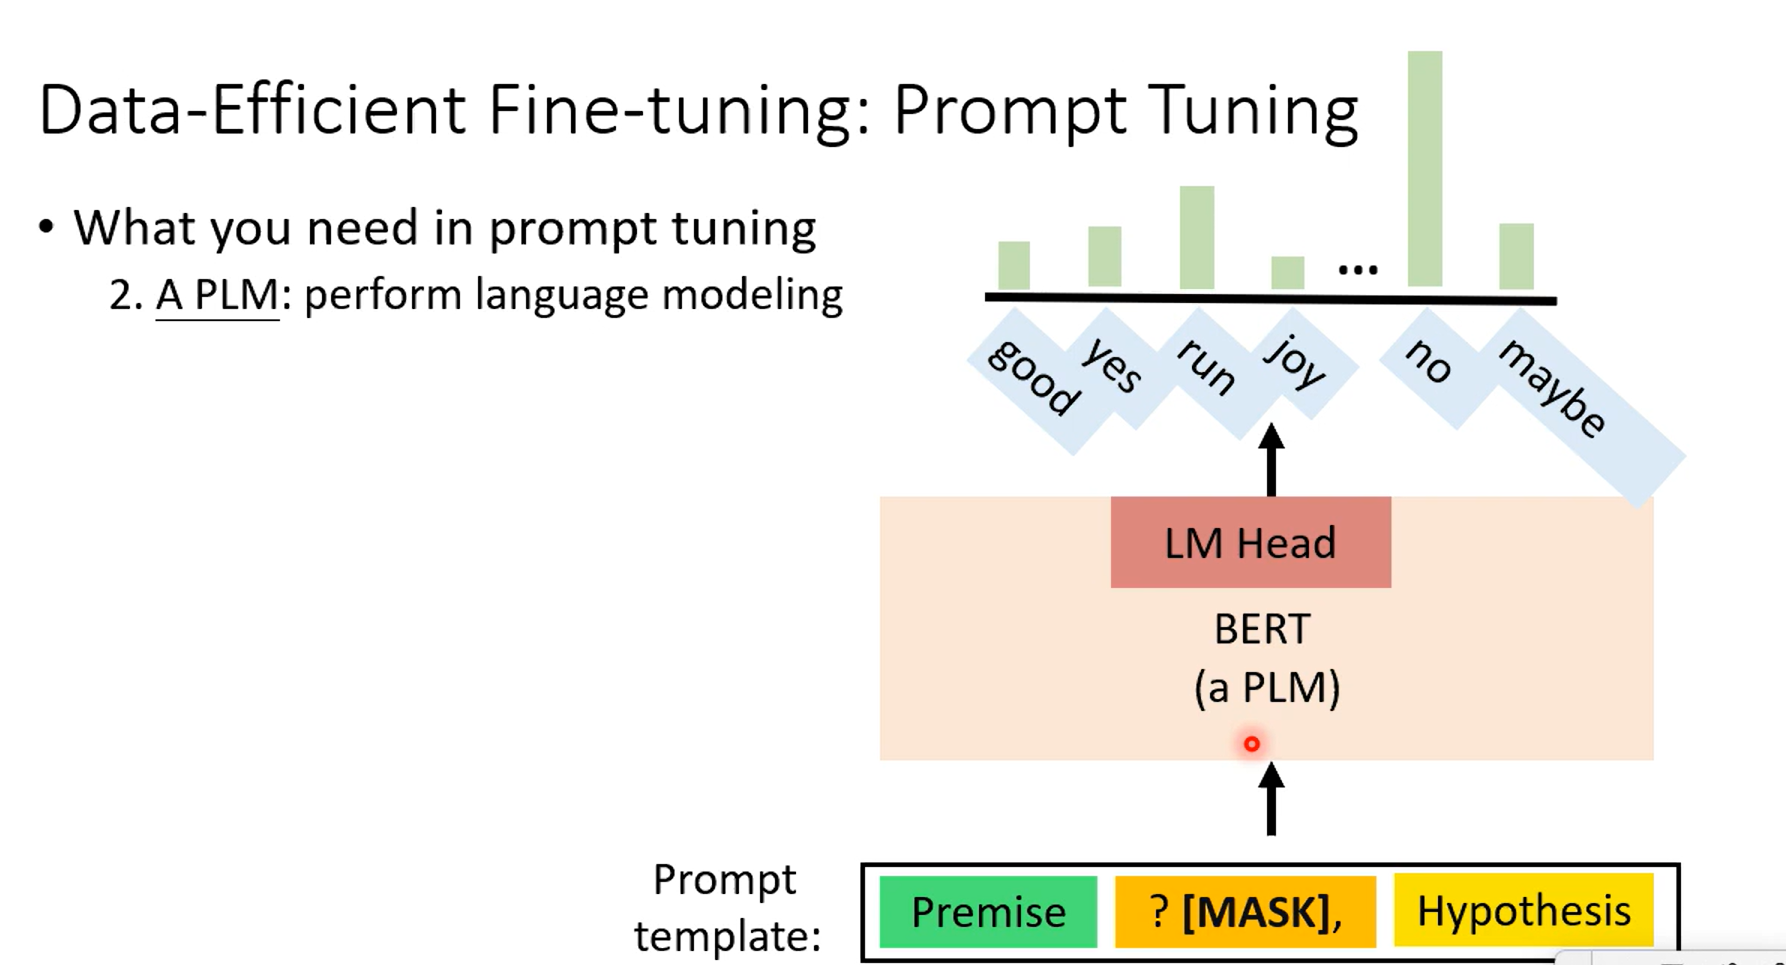 Data-Efficient Fine-tuning: Prompt Tuning
• What you need in prompt tuning
2. A PLM: perform language modeling
good
yes
run
joy
...
no
maybe
LM Head
BERT
(a PLM)
Prompt
template:
Premise
? [MASK],
Hypothesis